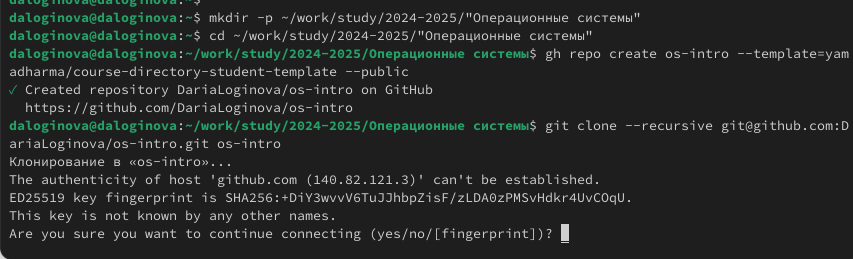 daloginova@daloginova:~$ mkdir -p ~/work/study/2024-2025/"Операционные системы"
daloginova@daloginova:~$ cd ~/work/study/2024-2025/"Операционные системы"
daloginova@daloginova:~/work/study/2024-2025/Операционные системы$ gh repo create os-intro --template=yam
adharma/course-directory-student-template --public
✓ Created repository DariaLoginova/os-intro on GitHub
https://github.com/DariaLoginova/os-intro
daloginova@daloginova:~/work/study/2024-2025/Операционные системы$ git clone --recursive git@github.com:D
ariaLoginova/os-intro.git os-intro
Клонирование в «os-intro»...
The authenticity of host 'github.com (140.82.121.3)' can't be established.
ED25519 key fingerprint is SHA256:+DiY3wvvV6TuJJhbpZisF/zLDA0zPMSvHdkr4UvCOqU.
This key is not known by any other names.
Are you sure you want to continue connecting (yes/no/[fingerprint])?